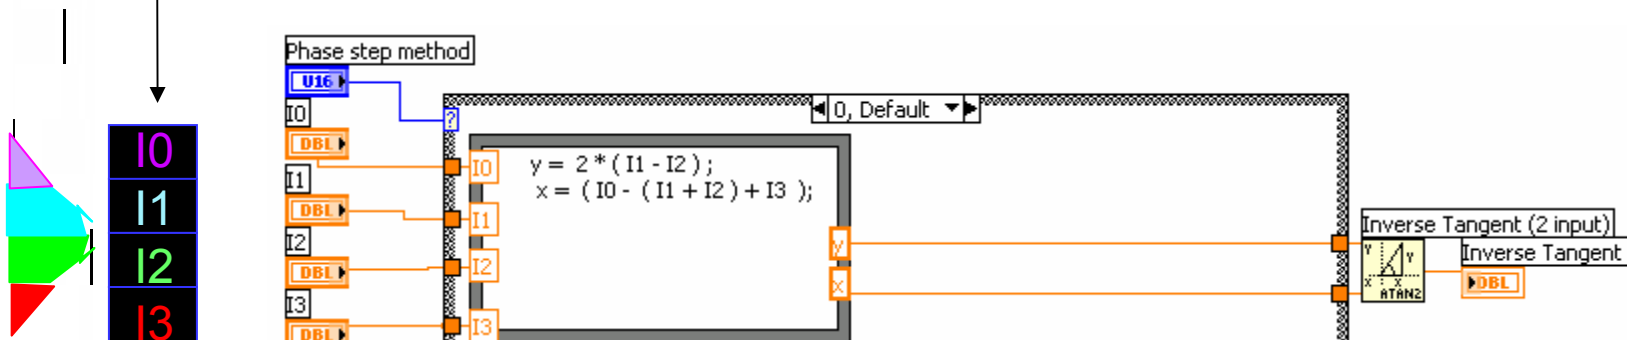 Phase step method
U16
I0
DBL
I1
DBL
I2
DBL
I3
DBL
I0
I1
I2
I3
?
0, Default
I0
I1
I2
I3
y = 2 * ( I1 - I2 ) ;
x = ( I0 - ( I1 + I2 ) + I3 );
y
x
Inverse Tangent (2 input)
Y
Y
X
X
ATAN2
Inverse Tangent
DBL